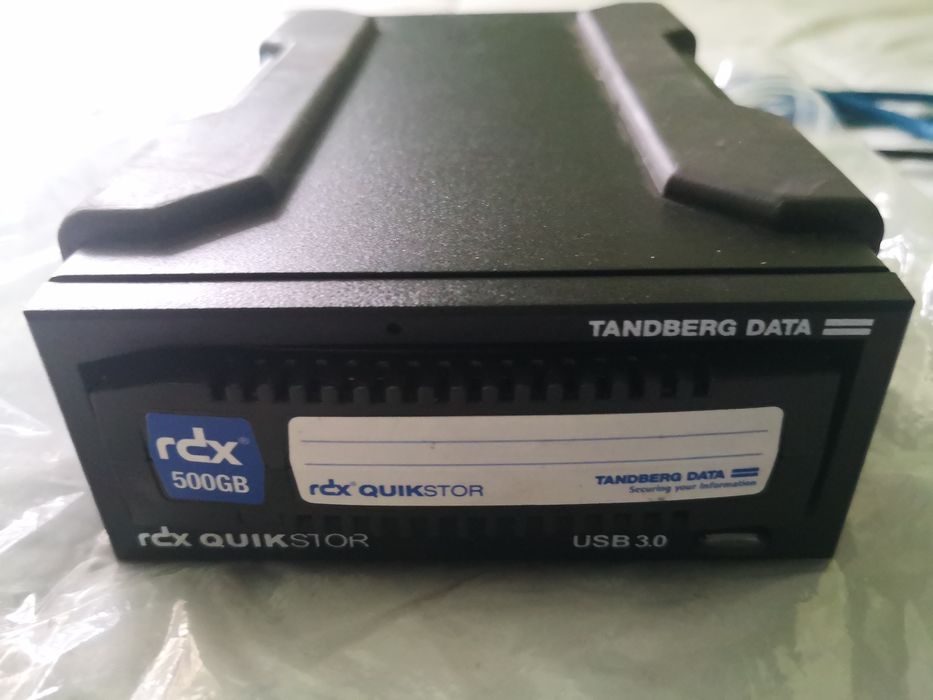 TANDBERG DATA
rdx®
500GB
rdx® QUIKSTOR
TANDBERG DATA
Securing your Information
rdx QUIKSTOR
USB 3.0